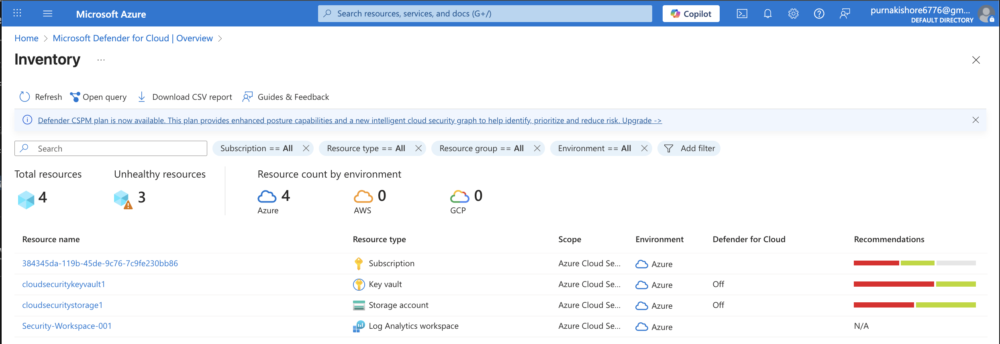 Microsoft Azure
Search resources, services, and docs (G+/)
Copilot
purnakishore6776@gm...
DEFAULT DIRECTORY
Home > Microsoft Defender for Cloud | Overview >
Inventory ...
Refresh Open query Download CSV report Guides & Feedback
Defender CSPM plan is now available. This plan provides enhanced posture capabilities and a new intelligent cloud security graph to help identify, prioritize and reduce risk. Upgrade ->
Search Subscription == All Resource type == All Resource group == All Environment == All Add filter
Total resources Unhealthy resources Resource count by environment
4 3 4 0 0
Azure AWS GCP
Resource name Resource type Scope Environment Defender for Cloud Recommendations
384345da-119b-45de-9c76-7c9fe230bb86 Subscription Azure Cloud Se... Azure
cloudsecuritykeyvault1 Key vault Azure Cloud Se... Azure Off
cloudsecuritystorage1 Storage account Azure Cloud Se... Azure Off
Security-Workspace-001 Log Analytics workspace Azure Cloud Se... Azure N/A